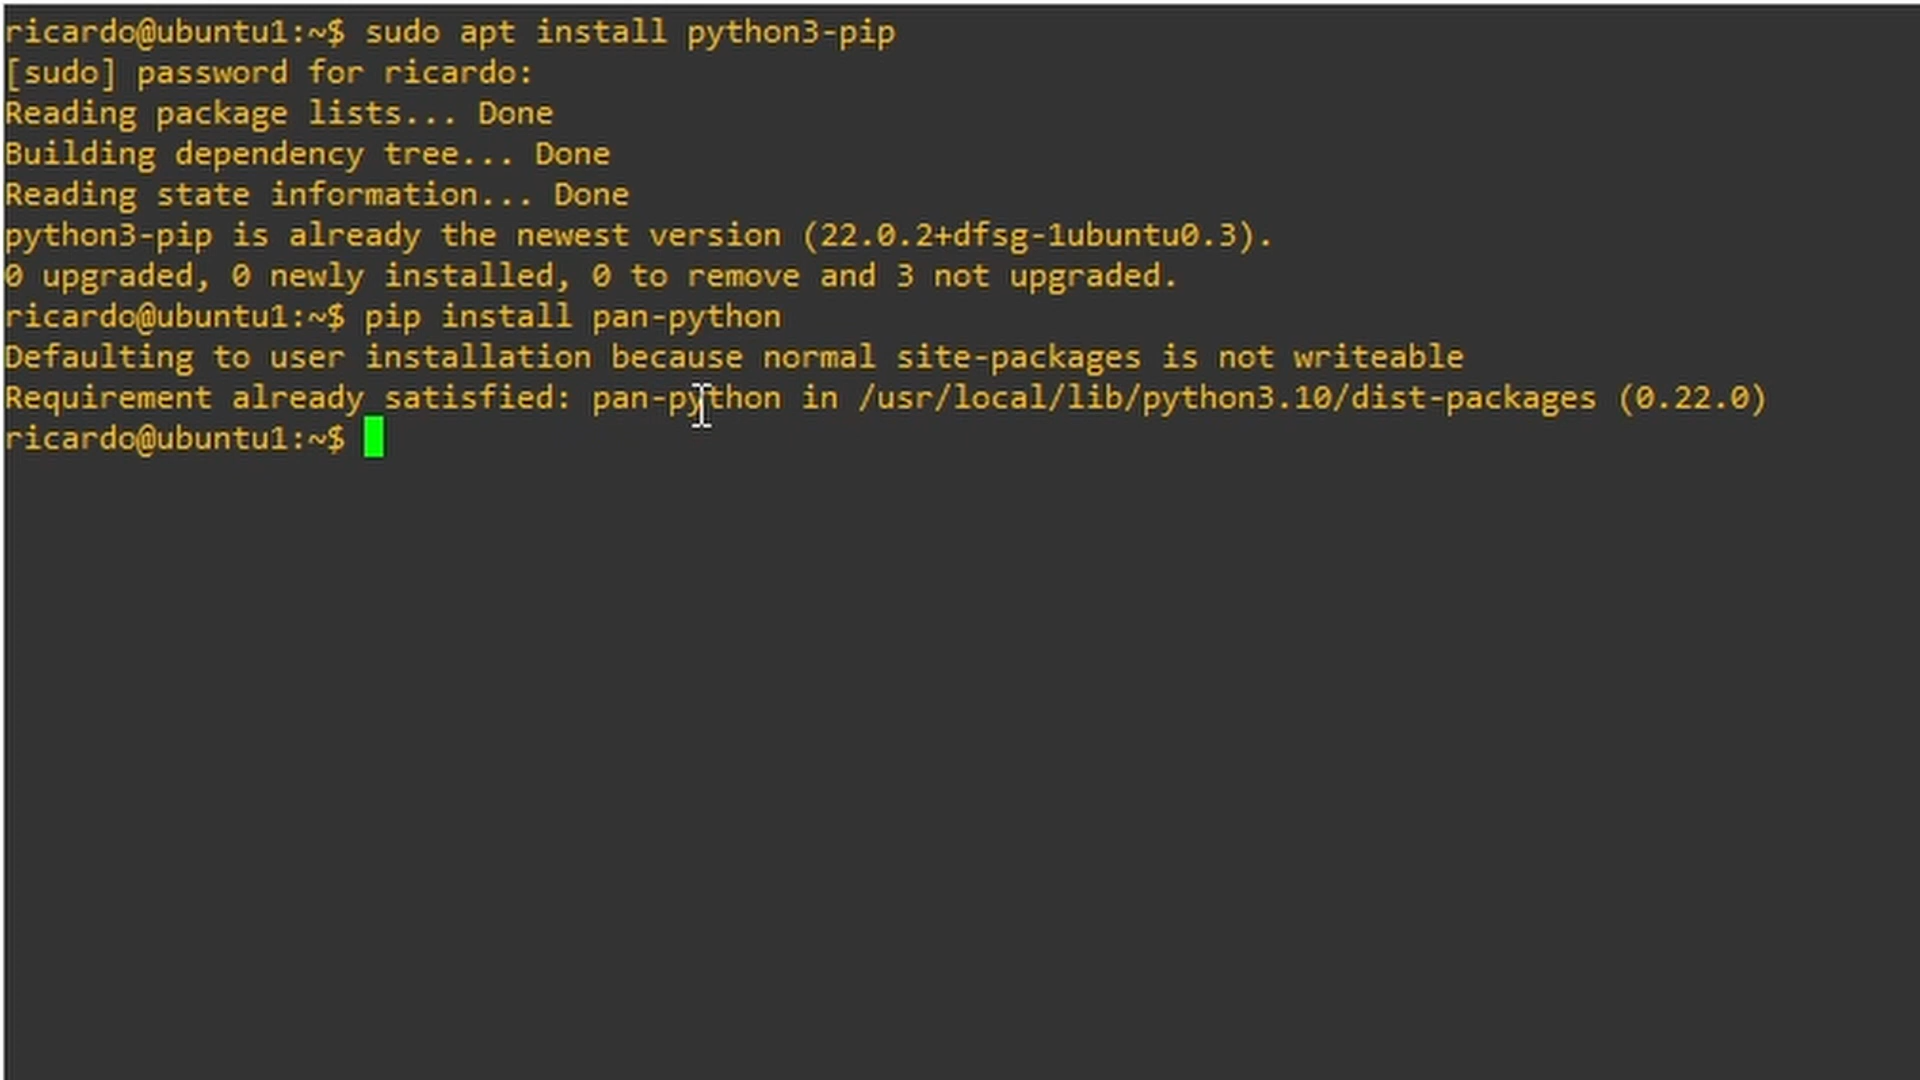 ricardo@ubuntu1:~$ sudo apt install python3-pip
[sudo] password for ricardo:
Reading package lists... Done
Building dependency tree... Done
Reading state information... Done
python3-pip is already the newest version (22.0.2+dfsg-1ubuntu0.3).
0 upgraded, 0 newly installed, 0 to remove and 3 not upgraded.
ricardo@ubuntu1:~$ pip install pan-python
Defaulting to user installation because normal site-packages is not writeable
Requirement already satisfied: pan-python in /usr/local/lib/python3.10/dist-packages (0.22.0)
ricardo@ubuntu1:~$